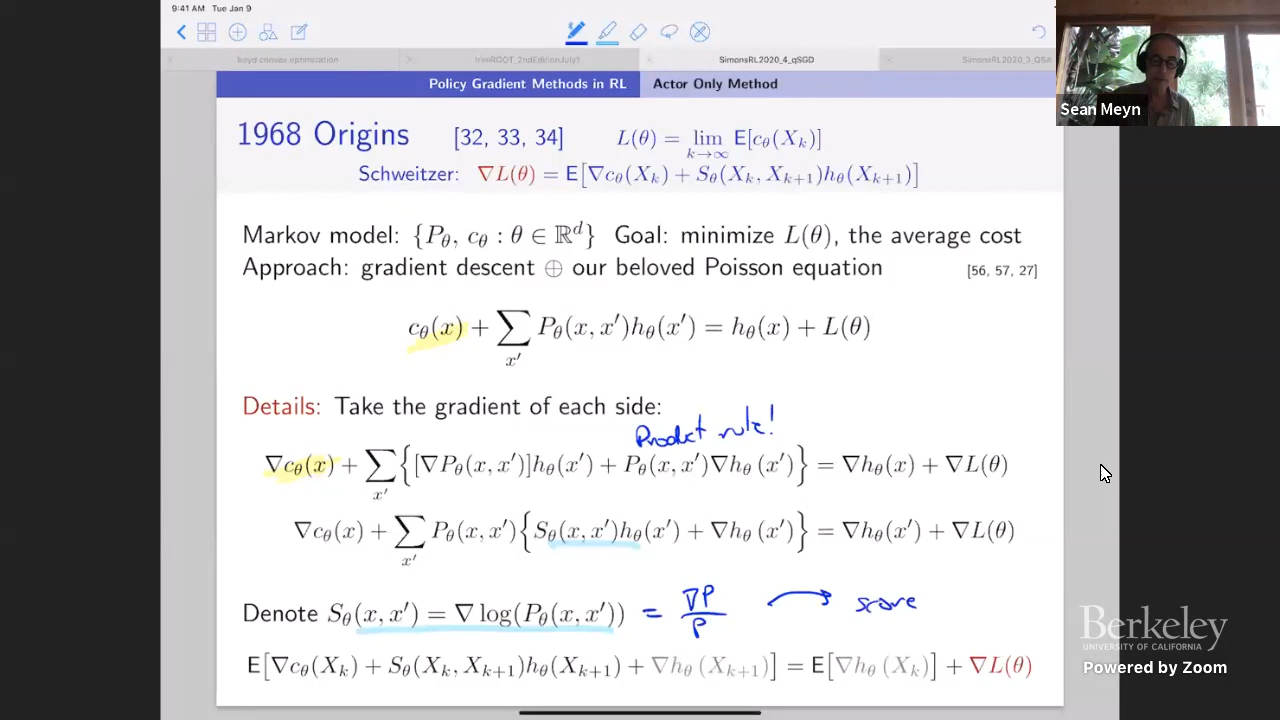 9:41 AM Tue Jan 9
boyd convex optimization
SimonsRL2020_4_qSGD
SimonsRL2020_3_QSA
Policy Gradient Methods in RL Actor Only Method
1968 Origins [32, 33, 34] L(θ) = lim_{k→∞} E[c_θ(X_k)]
Schweitzer: ∇L(θ) = E[∇c_θ(X_k) + S_θ(X_k, X_{k+1})h_θ(X_{k+1})]
Sean Meyn
Markov model: {P_θ, c_θ : θ ∈ ℝ^d} Goal: minimize L(θ), the average cost
Approach: gradient descent ⊕ our beloved Poisson equation [56, 57, 27]
c_θ(x) + ∑_{x′} P_θ(x, x′)h_θ(x′) = h_θ(x) + L(θ)
Details: Take the gradient of each side:
Product rule!
∇c_θ(x) + ∑_{x′} {[∇P_θ(x, x′)]h_θ(x′) + P_θ(x, x′)∇h_θ (x′)} = ∇h_θ(x) + ∇L(θ)
∇c_θ(x) + ∑_{x′} P_θ(x, x′){S_θ(x, x′)h_θ(x′) + ∇h_θ (x′)} = ∇h_θ(x′) + ∇L(θ)
Denote S_θ(x, x′) = ∇ log(P_θ(x, x′)) = ∇P/P → score
E[∇c_θ(X_k) + S_θ(X_k, X_{k+1})h_θ(X_{k+1}) + ∇h_θ (X_{k+1})] = E[∇h_θ (X_k)] + ∇L(θ)
Berkeley
UNIVERSITY OF CALIFORNIA
Powered by Zoom